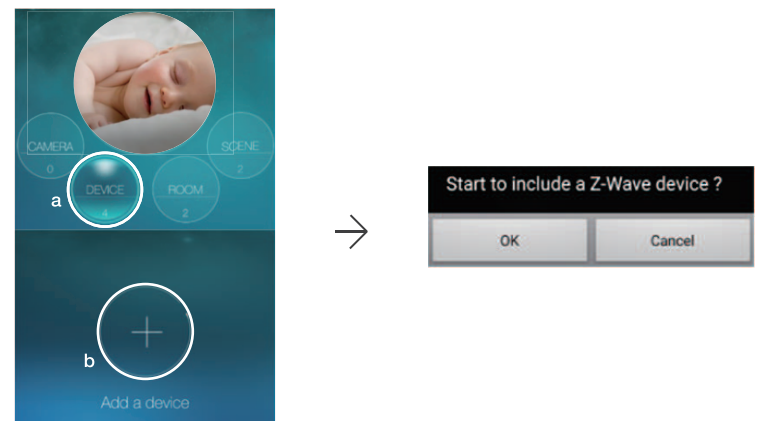 CAMERA
0
SCENE
2
DEVICE
4
ROOM
2
a
b
Add a device
Start to include a Z-Wave device ?
OK
Cancel